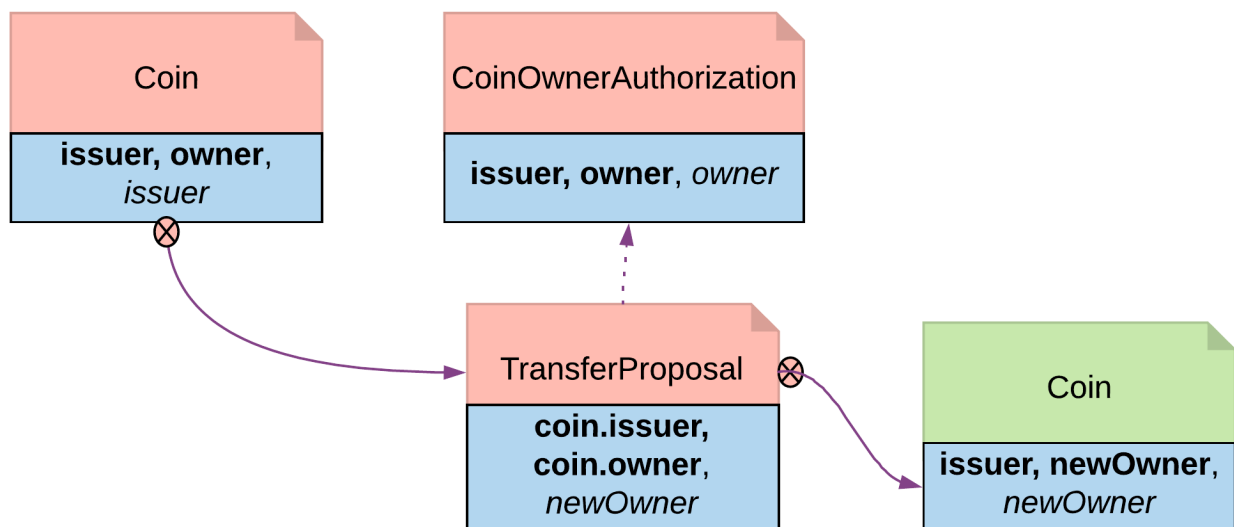 Coin
issuer, owner,
issuer
CoinOwnerAuthorization
issuer, owner, owner
TransferProposal
coin.issuer,
coin.owner,
newOwner
Coin
issuer, newOwner,
newOwner